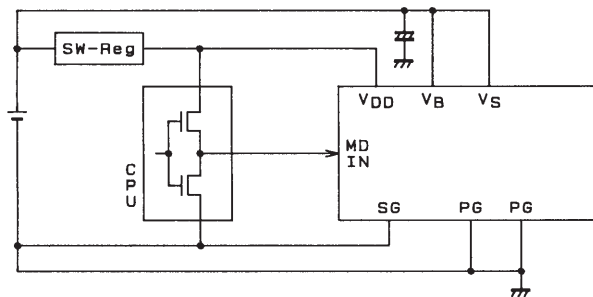 SW-Reg
VDD VB VS
CPU
MD
IN
SG PG PG